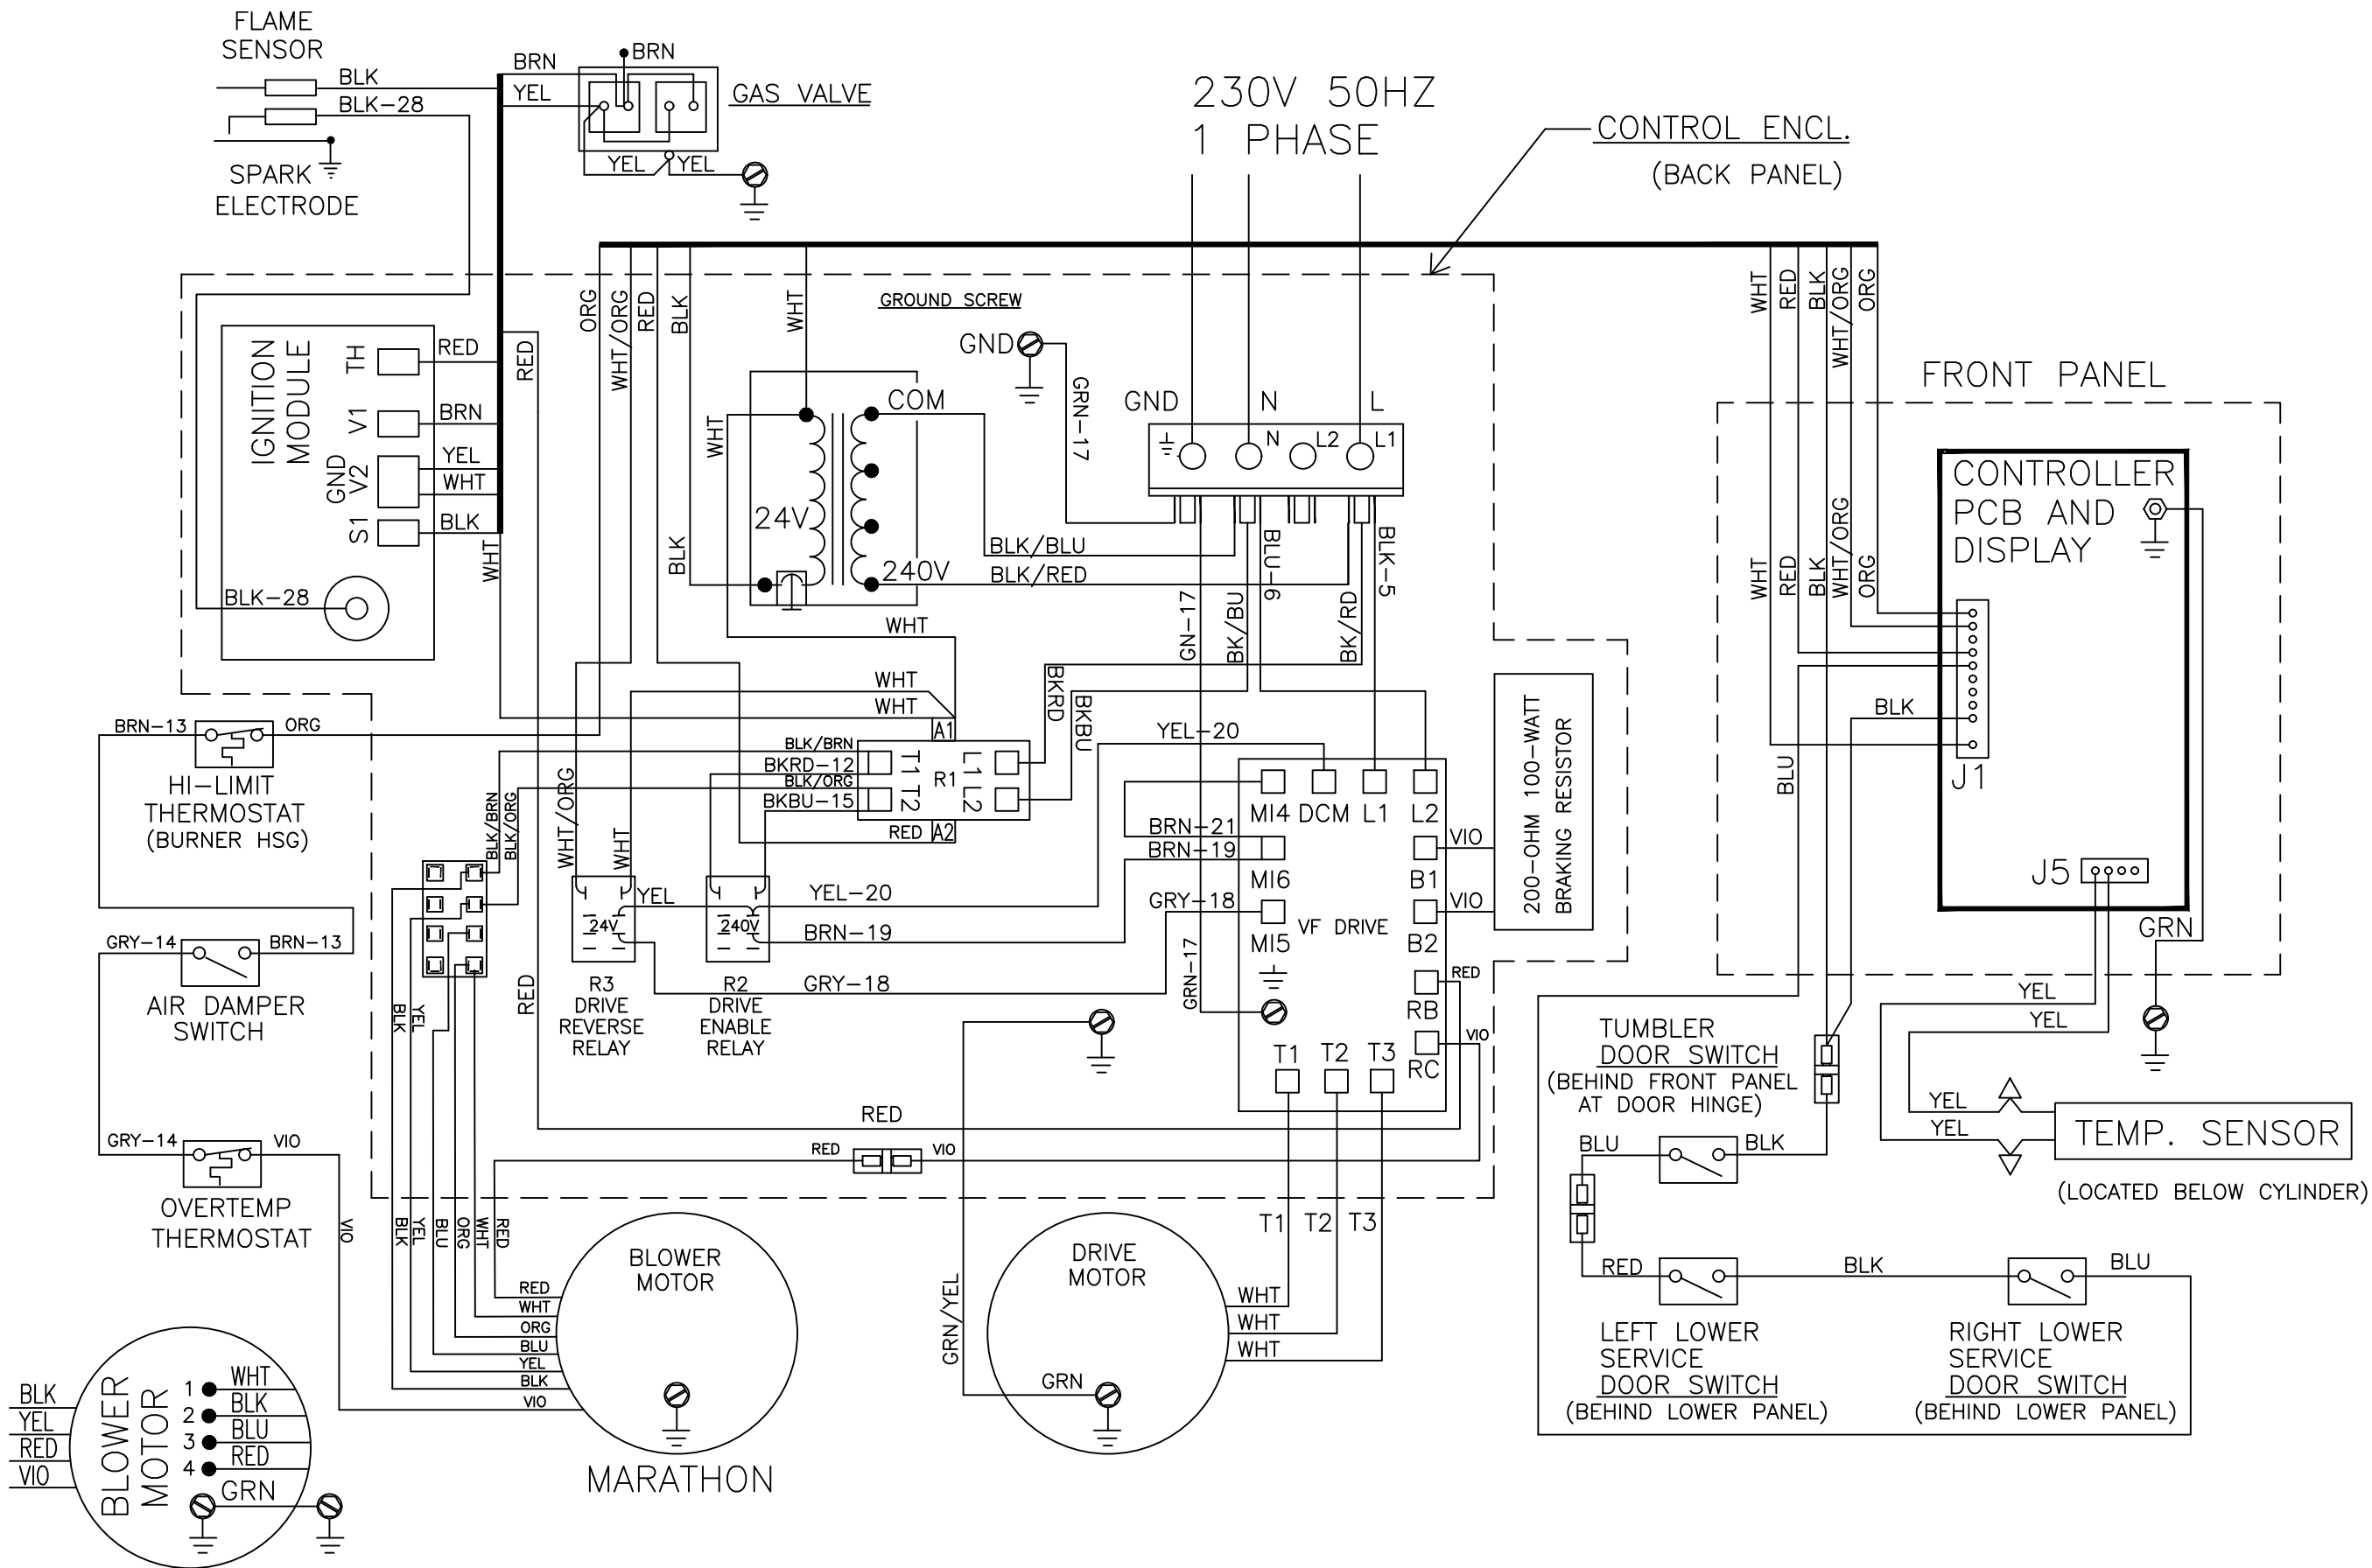 FLAME
SENSOR
BLK
BLK-28
SPARK
ELECTRODE
BRN
YEL
BRN
GAS VALVE
YEL
YEL
230V 50HZ
1 PHASE
CONTROL ENCL.
(BACK PANEL)
IGNITION
MODULE
TH
V1
GND
V2
S1
RED
BRN
YEL
WHT
BLK
BLK-28
WHT
RED
ORG
WHT/ORG
RED
BLK
WHT
GROUND SCREW
GND
GRN-17
WHT
COM
24V
240V
BLK
BLK/BLU
BLK/RED
WHT
GND
N
L
N
L2
L1
BLU-6
BLK-5
GN-17
BK/BU
BK/RD
WHT
RED
BLK
WHT/ORG
ORG
WHT
RED
BLK
WHT/ORG
ORG
FRONT PANEL
CONTROLLER
PCB AND
DISPLAY
J1
J5
BLK
BLU
GRN
WHT
WHT
A1
BKRD
BKBU
BLK/BRN
BKRD-12
BLK/ORG
BKBU-15
RED
A2
T1
T2
R1
L1
L2
BRN-13
ORG
HI-LIMIT
THERMOSTAT
(BURNER HSG)
BLK/BRN
BLK/ORG
WHT/ORG
WHT
YEL
YEL-20
BRN-19
GRY-18
24V
240V
R3
DRIVE
REVERSE
RELAY
R2
DRIVE
ENABLE
RELAY
YEL-20
BRN-21
BRN-19
GRY-18
GRN-17
MI4
DCM
L1
L2
MI6
B1
MI5
VF DRIVE
B2
RB
RC
T1
T2
T3
VIO
VIO
RED
VIO
200-OHM 100-WATT
BRAKING RESISTOR
GRY-14
BRN-13
AIR DAMPER
SWITCH
GRY-14
VIO
OVERTEMP
THERMOSTAT
VIO
BLK
YEL
RED
RED
RED
VIO
BLK
YEL
BLU
ORG
WHT
RED
RED
WHT
ORG
BLU
YEL
BLK
VIO
BLOWER
MOTOR
MARATHON
GRN/YEL
DRIVE
MOTOR
GRN
T1
T2
T3
WHT
WHT
WHT
BLK
YEL
RED
VIO
BLOWER
MOTOR
1
2
3
4
WHT
BLK
BLU
RED
GRN
TUMBLER
DOOR SWITCH
(BEHIND FRONT PANEL
AT DOOR HINGE)
BLU
BLK
RED
BLK
BLU
LEFT LOWER
SERVICE
DOOR SWITCH
(BEHIND LOWER PANEL)
RIGHT LOWER
SERVICE
DOOR SWITCH
(BEHIND LOWER PANEL)
YEL
YEL
YEL
YEL
TEMP. SENSOR
(LOCATED BELOW CYLINDER)